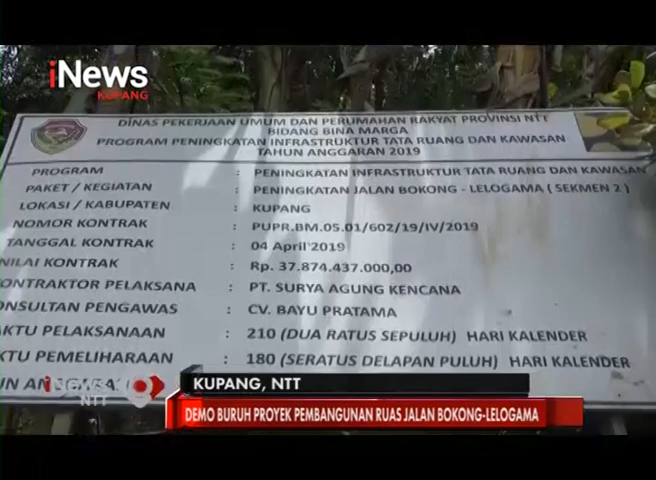 iNews
KUPANG
DINAS PEKERJAAN UMUM DAN PERUMAHAN RAKYAT PROVINSI NTT
BIDANG BINA MARGA
PROGRAM PENINGKATAN INFRASTRUKTUR TATA RUANG DAN KAWASAN
TAHUN ANGGARAN 2019
PROGRAM : PENINGKATAN INFRASTRUKTUR TATA RUANG DAN KAWASAN
PAKET / KEGIATAN : PENINGKATAN JALAN BOKONG - LELOGAMA ( SEKMEN 2 )
LOKASI / KABUPATEN : KUPANG
NOMOR KONTRAK : PUPR.BM.05.01/602/19/IV/2019
TANGGAL KONTRAK : 04 April 2019
NILAI KONTRAK : Rp. 37.874.437.000,00
KONTRAKTOR PELAKSANA : PT. SURYA AGUNG KENCANA
ONSULTAN PENGAWAS : CV. BAYU PRATAMA
AKTU PELAKSANAAN : 210 (DUA RATUS SEPULUH) HARI KALENDER
KTU PEMELIHARAAN : 180 (SERATUS DELAPAN PULUH) HARI KALENDER
iNews
NTT
KUPANG, NTT
DEMO BURUH PROYEK PEMBANGUNAN RUAS JALAN BOKONG-LELOGAMA